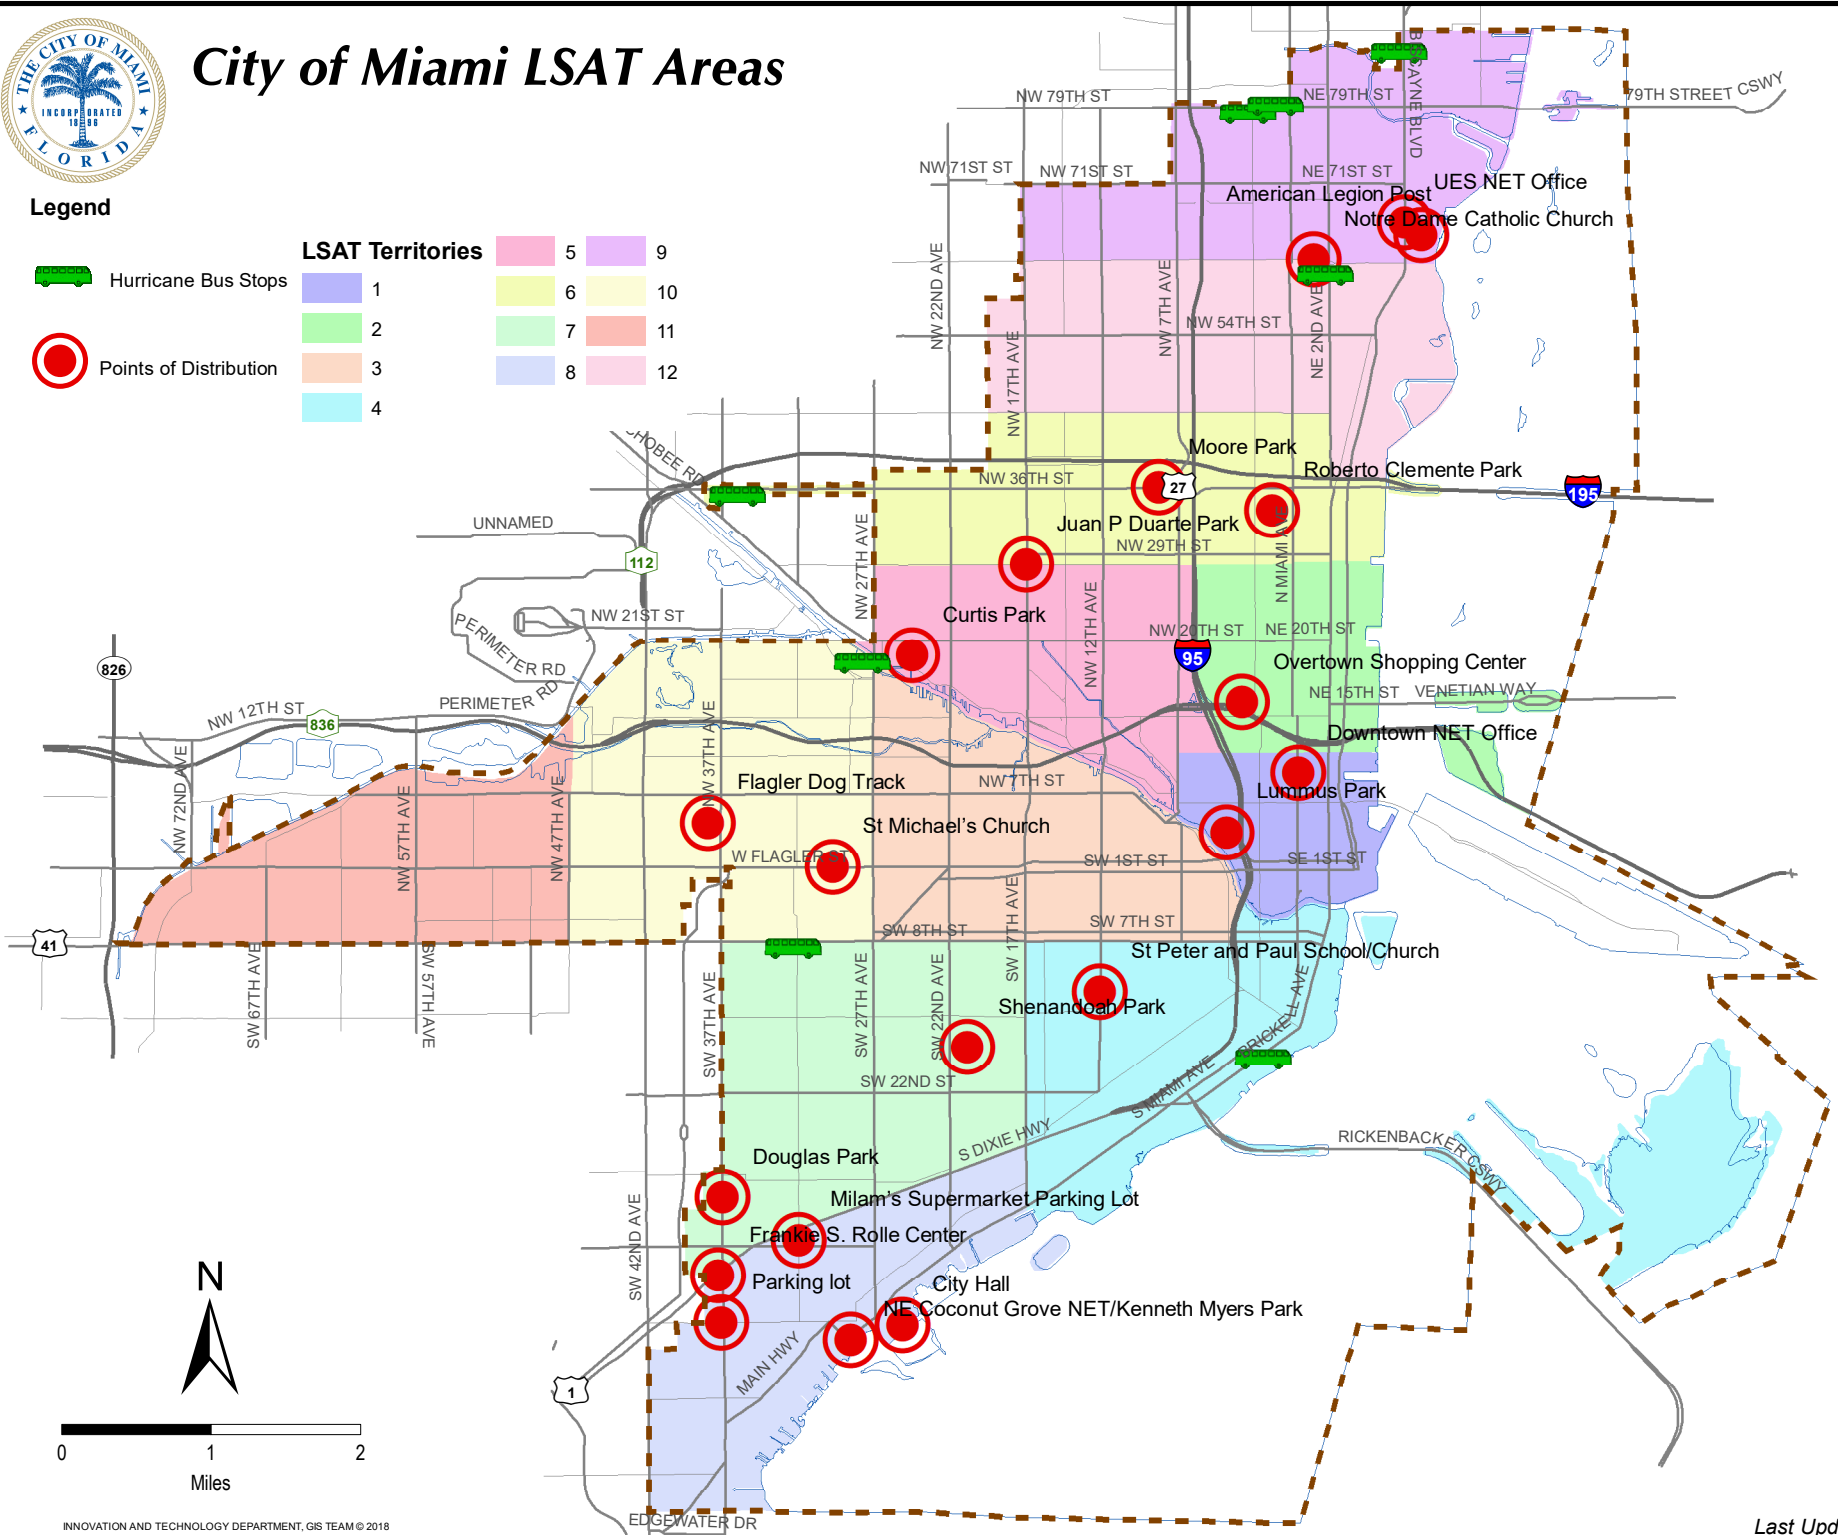 THE CITY OF MIAMI
INCORPORATED
18 96
FLORIDA
City of Miami LSAT Areas
Legend
Hurricane Bus Stops
Points of Distribution
LSAT Territories
1
2
3
4
5
6
7
8
9
10
11
12
BISCAYNE BLVD
NW 79TH ST
NE 79TH ST
79TH STREET CSWY
NW 71ST ST
NW 71ST ST
NE 71ST ST
UES NET Office
American Legion Post
Notre Dame Catholic Church
NW 22ND AVE
NW 7TH AVE
NE 2ND AVE
NW 54TH ST
NW 17TH AVE
CHOBEE RD
Moore Park
Roberto Clemente Park
NW 36TH ST
27
195
Juan P Duarte Park
NW 29TH ST
N MIAMI AVE
UNNAMED
112
NW 27TH AVE
NW 21ST ST
PERIMETER RD
PERIMETER RD
Curtis Park
NW 12TH AVE
NW 20TH ST
NE 20TH ST
95
826
Overtown Shopping Center
NE 15TH ST
VENETIAN WAY
NW 12TH ST
836
NW 37TH AVE
Downtown NET Office
NW 72ND AVE
NW 57TH AVE
NW 47TH AVE
Flagler Dog Track
NW 7TH ST
Lummus Park
St Michael's Church
W FLAGLER ST
SW 1ST ST
SE 1ST ST
SW 17TH AVE
SW 7TH ST
SW 8TH ST
41
St Peter and Paul School/Church
SW 69TH AVE
SW 57TH AVE
SW 37TH AVE
SW 27TH AVE
SW 22ND AVE
Shenandoah Park
BRICKELL AVE
SW 22ND ST
S MIAMI AVE
S DIXIE HWY
RICKENBACKER CSWY
Douglas Park
Milam's Supermarket Parking Lot
SW 42ND AVE
Frankie S. Rolle Center
Parking lot
City Hall
NE Coconut Grove NET/Kenneth Myers Park
MAIN HWY
1
N
0 1 2
Miles
EDGEWATER DR
INNOVATION AND TECHNOLOGY DEPARTMENT, GIS TEAM © 2018
Last Upd